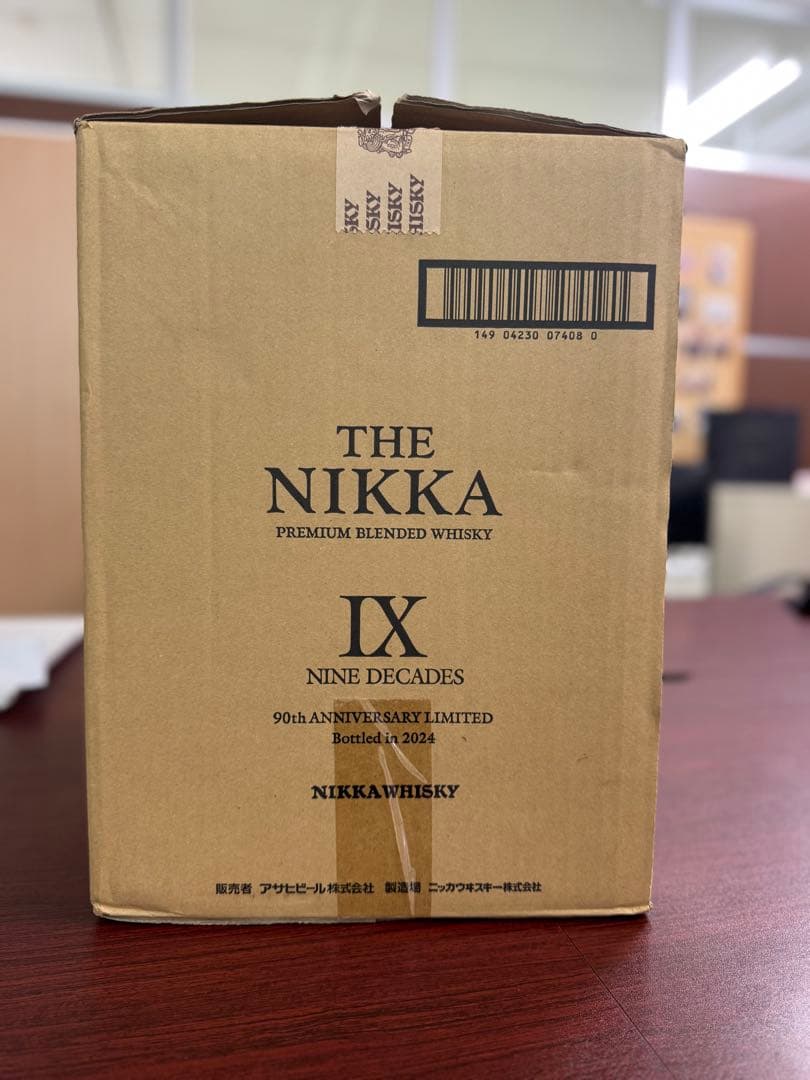 HISKY
149 04230 07408 0
THE
NIKKA
PREMIUM BLENDED WHISKY
IX
NINE DECADES
90th ANNIVERSARY LIMITED
Bottled in 2024
NIKKAWHISKY
販売者 アサヒビール株式会社 製造場 ニッカウヰスキー株式会社